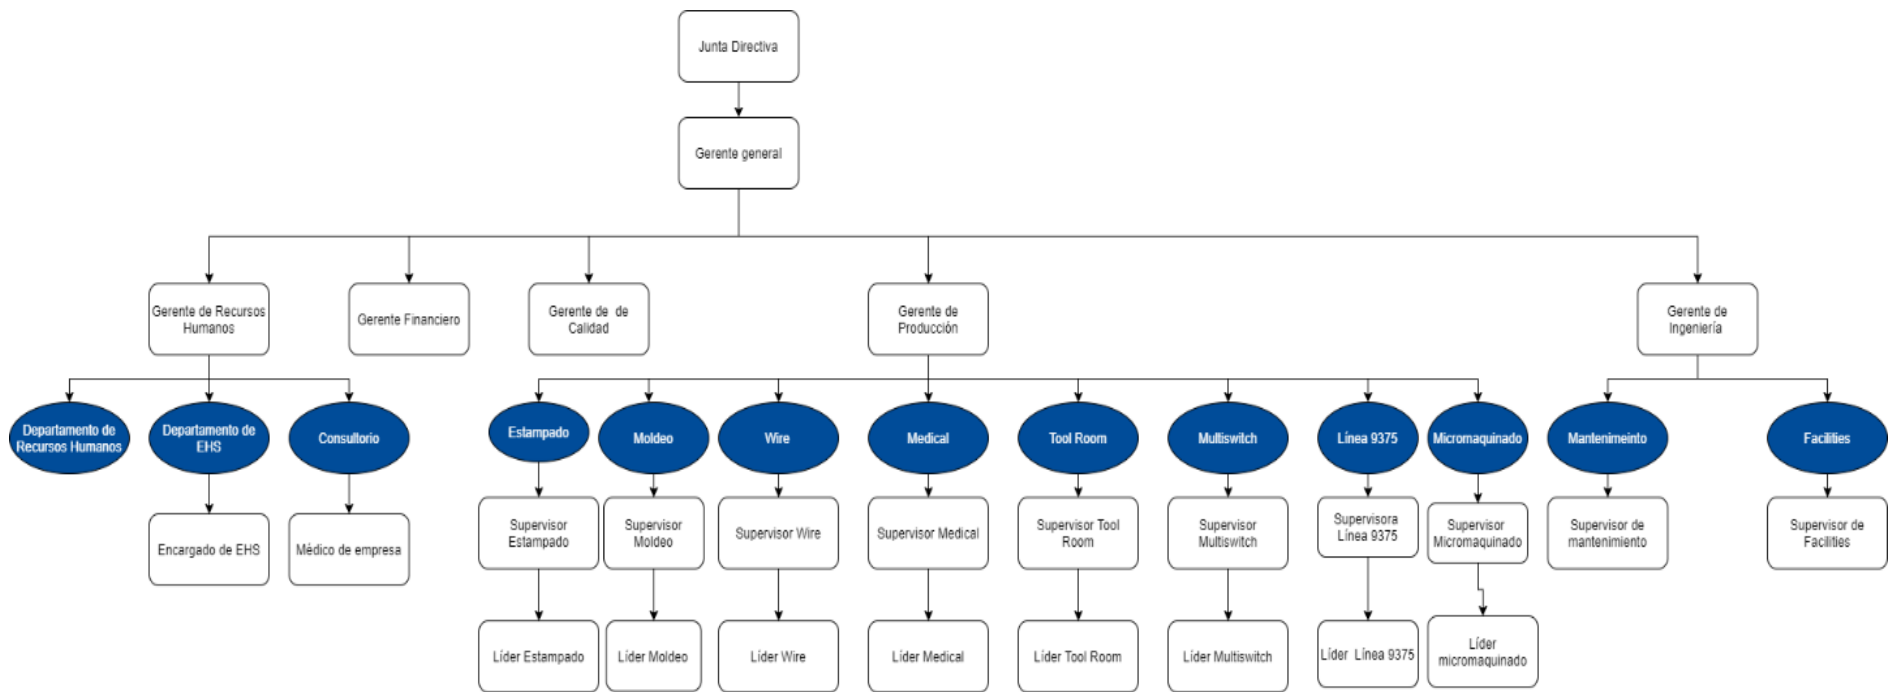 Junta Directiva
Gerente general
Gerente de Recursos
Humanos
Gerente Financiero
Gerente de  de
Calidad
Gerente de
Producción
Gerente de
Ingeniería
Departamento de
Recursos Humanos
Departamento de
EHS
Consultorio
Estampado
Moldeo
Wire
Medical
Tool Room
Multiswitch
Línea 9375
Micromaquinado
Mantenimeinto
Facilities
Encargado de EHS
Médico de empresa
Supervisor
Estampado
Supervisor
Moldeo
Supervisor Wire
Supervisor Medical
Supervisor Tool
Room
Supervisor
Multiswitch
Supervisora
Línea 9375
Supervisor
Micromaquinado
Supervisor de
mantenimiento
Supervisor de
Facilities
Líder Estampado
Líder Moldeo
Líder Wire
Líder Medical
Líder Tool Room
Líder Multiswitch
Líder  Línea 9375
Líder
micromaquinado